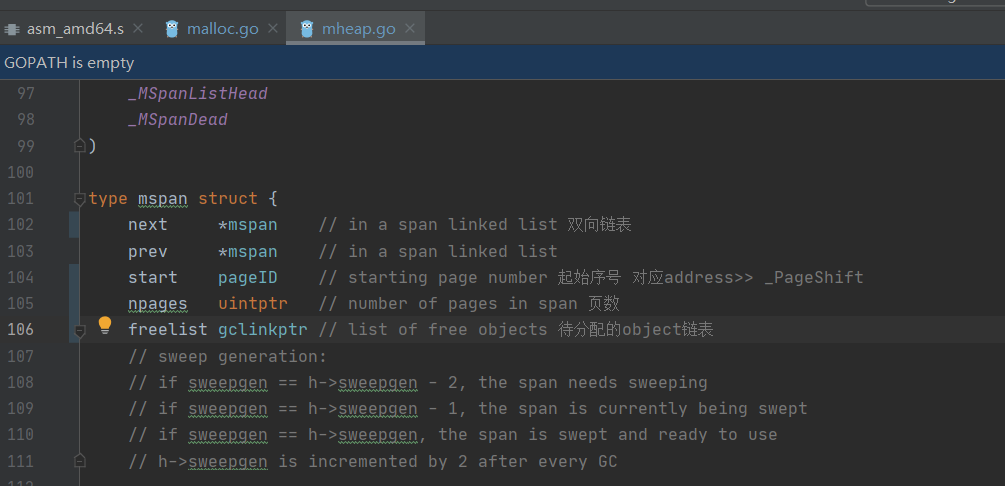 asm_amd64.s malloc.go mheap.go
GOPATH is empty
97 _MSpanListHead
98 _MSpanDead
99 )
100
101 type mspan struct {
102 next *mspan // in a span linked list 双向链表
103 prev *mspan // in a span linked list
104 start pageID // starting page number 起始序号 对应address>> _PageShift
105 npages uintptr // number of pages in span 页数
106 freelist gclinkptr // list of free objects 待分配的object链表
107 // sweep generation:
108 // if sweepgen == h->sweepgen - 2, the span needs sweeping
109 // if sweepgen == h->sweepgen - 1, the span is currently being swept
110 // if sweepgen == h->sweepgen, the span is swept and ready to use
111 // h->sweepgen is incremented by 2 after every GC